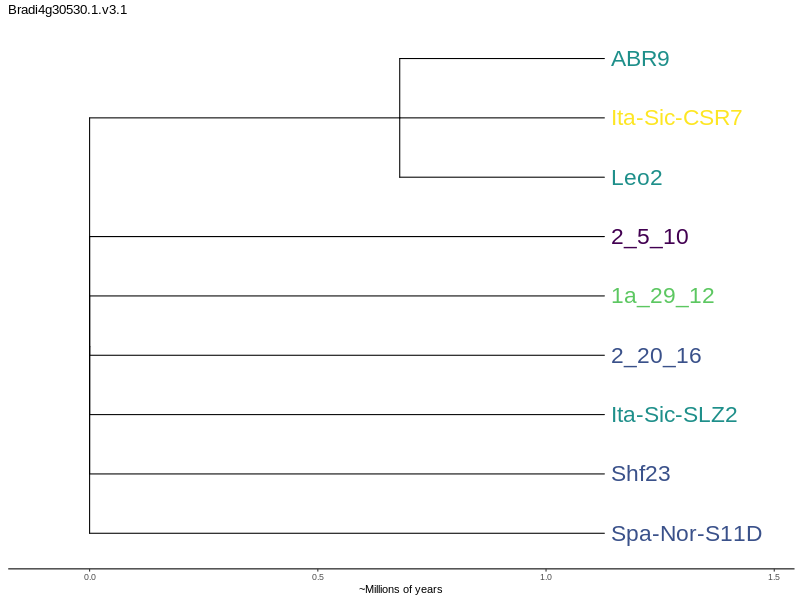 Bradi4g30530.1.v3.1
ABR9
Ita-Sic-CSR7
Leo2
2_5_10
1a_29_12
2_20_16
Ita-Sic-SLZ2
Shf23
Spa-Nor-S11D
0.0 0.5 1.0 1.5
~Millions of years